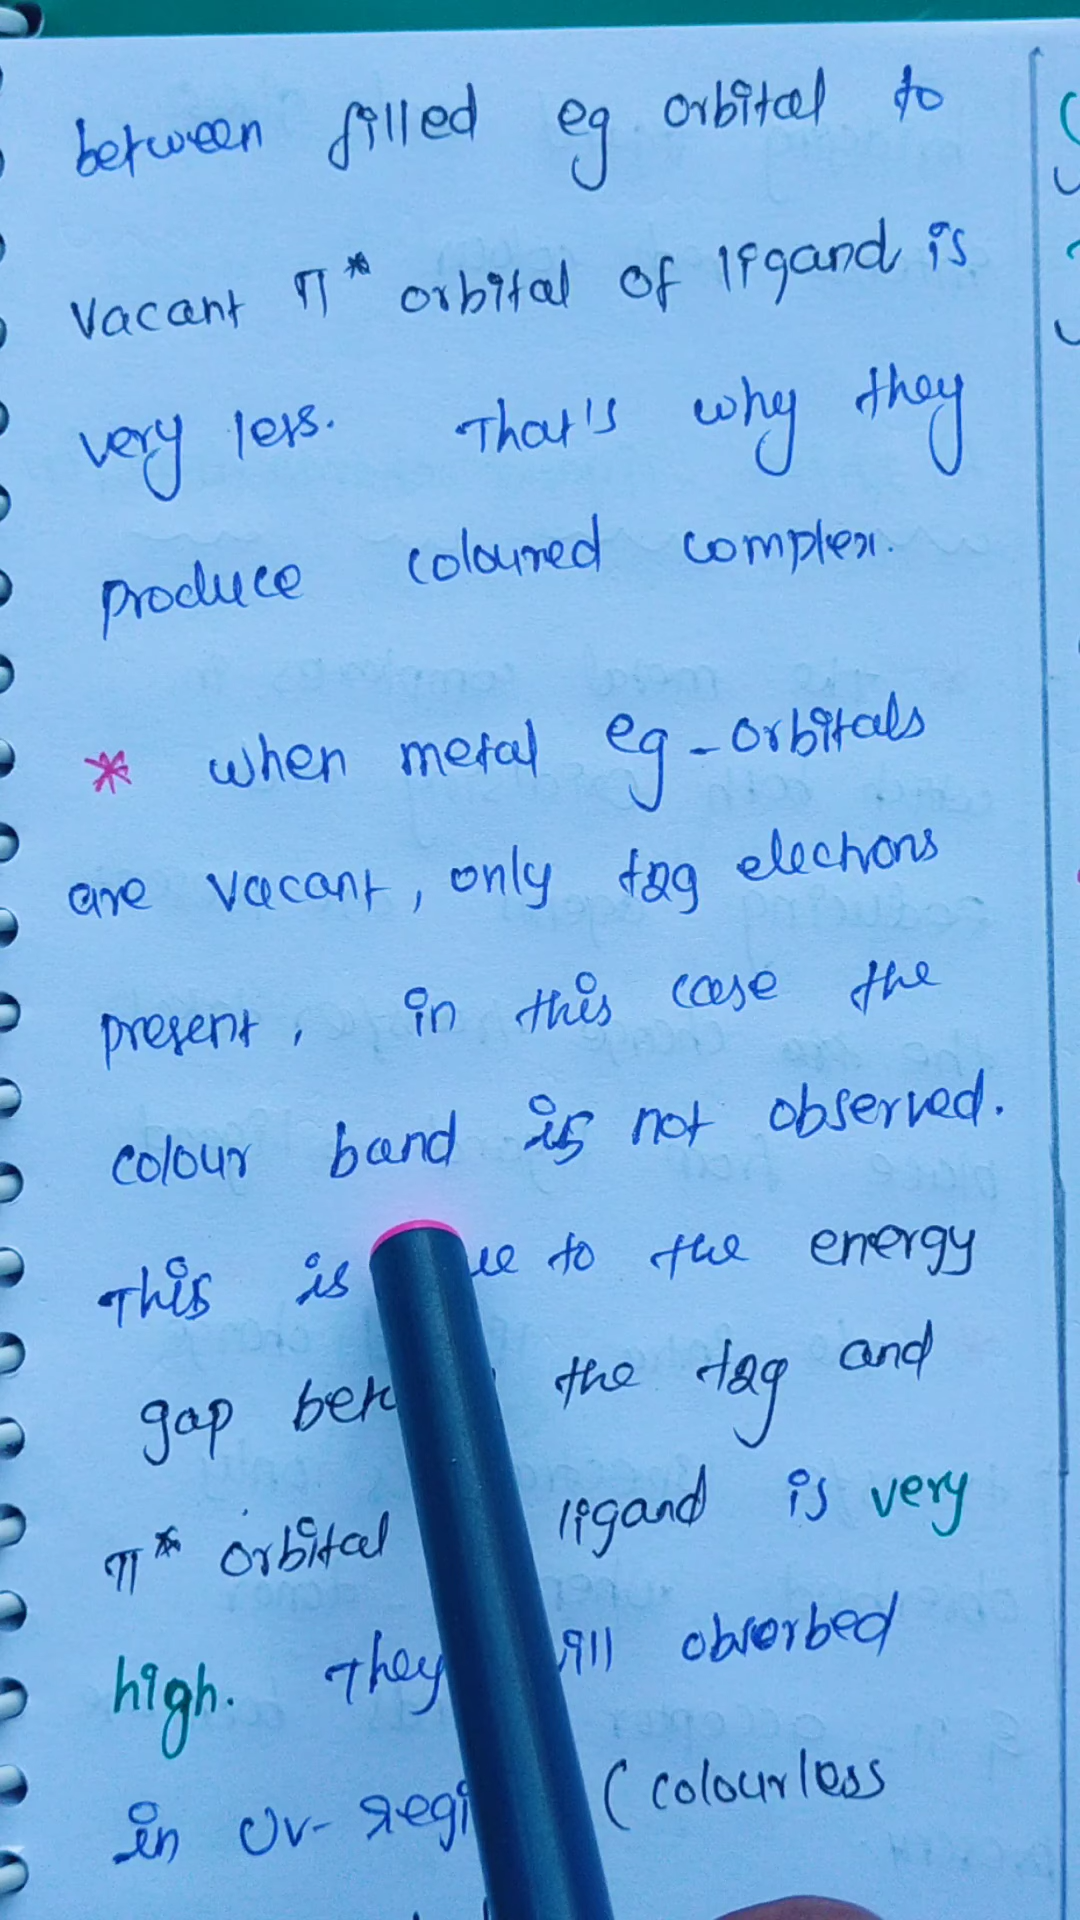 between filled eg orbital to
vacant π* orbital of ligand is
very less. That's why they
produce coloured complex.
* when metal eg-orbitals
are vacant, only t2g electrons
present, in this case the
colour band is not observed.
This is to the energy
gap the t2g and
π* orbital ligand is very
high. They obsorbed
in UV- (colourless